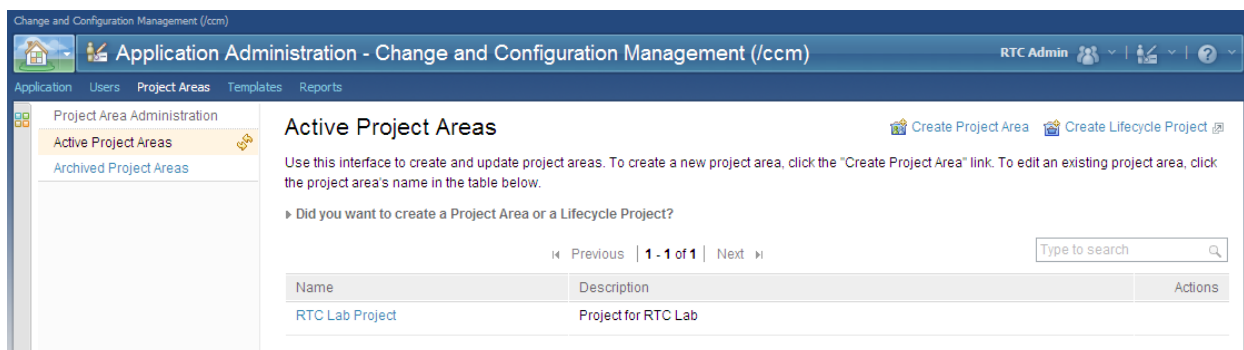 Change and Configuration Management (/ccm)
Application Administration - Change and Configuration Management (/ccm)
RTC Admin
Application Users Project Areas Templates Reports
Project Area Administration
Active Project Areas
Archived Project Areas
Active Project Areas
Create Project Area Create Lifecycle Project
Use this interface to create and update project areas. To create a new project area, click the "Create Project Area" link. To edit an existing project area, click
the project area's name in the table below.
Did you want to create a Project Area or a Lifecycle Project?
Previous | 1 - 1 of 1 | Next
Type to search
Name Description Actions
RTC Lab Project Project for RTC Lab